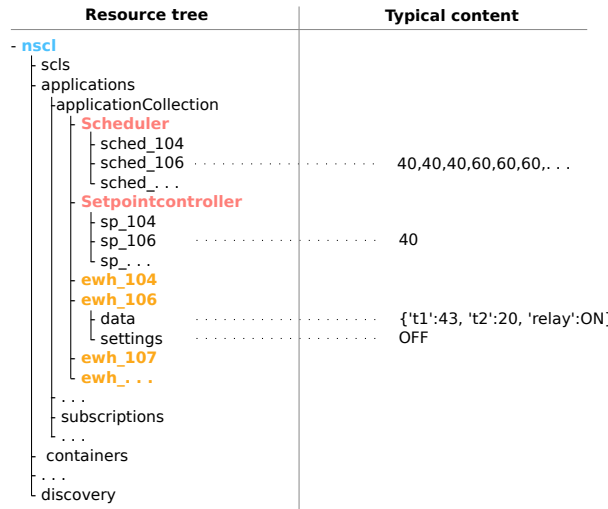 Resource tree Typical content
- nscl
- scls
- applications
-applicationCollection
- Scheduler
- sched_104
- sched_106 40,40,40,60,60,60,. . .
- sched_. . .
- Setpointcontroller
- sp_104
- sp_106 40
- sp_. . .
- ewh_104
- ewh_106
- data {'t1':43, 't2':20, 'relay':ON}
- settings OFF
- ewh_107
- ewh_. . .
- . . .
- subscriptions
- . . .
- containers
- . . .
- discovery